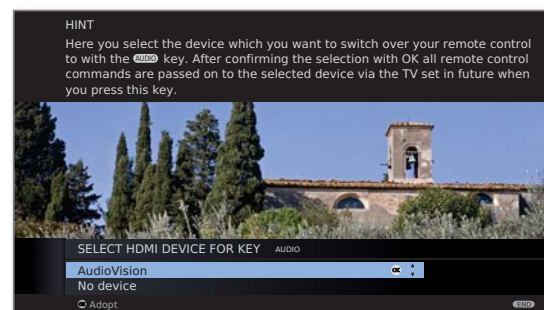 HINT
Here you select the device which you want to switch over your remote control
to with the AUDIO key. After confirming the selection with OK all remote control
commands are passed on to the selected device via the TV set in future when
you press this key.
SELECT HDMI DEVICE FOR KEY AUDIO
AudioVision OK
No device
OK Adopt END